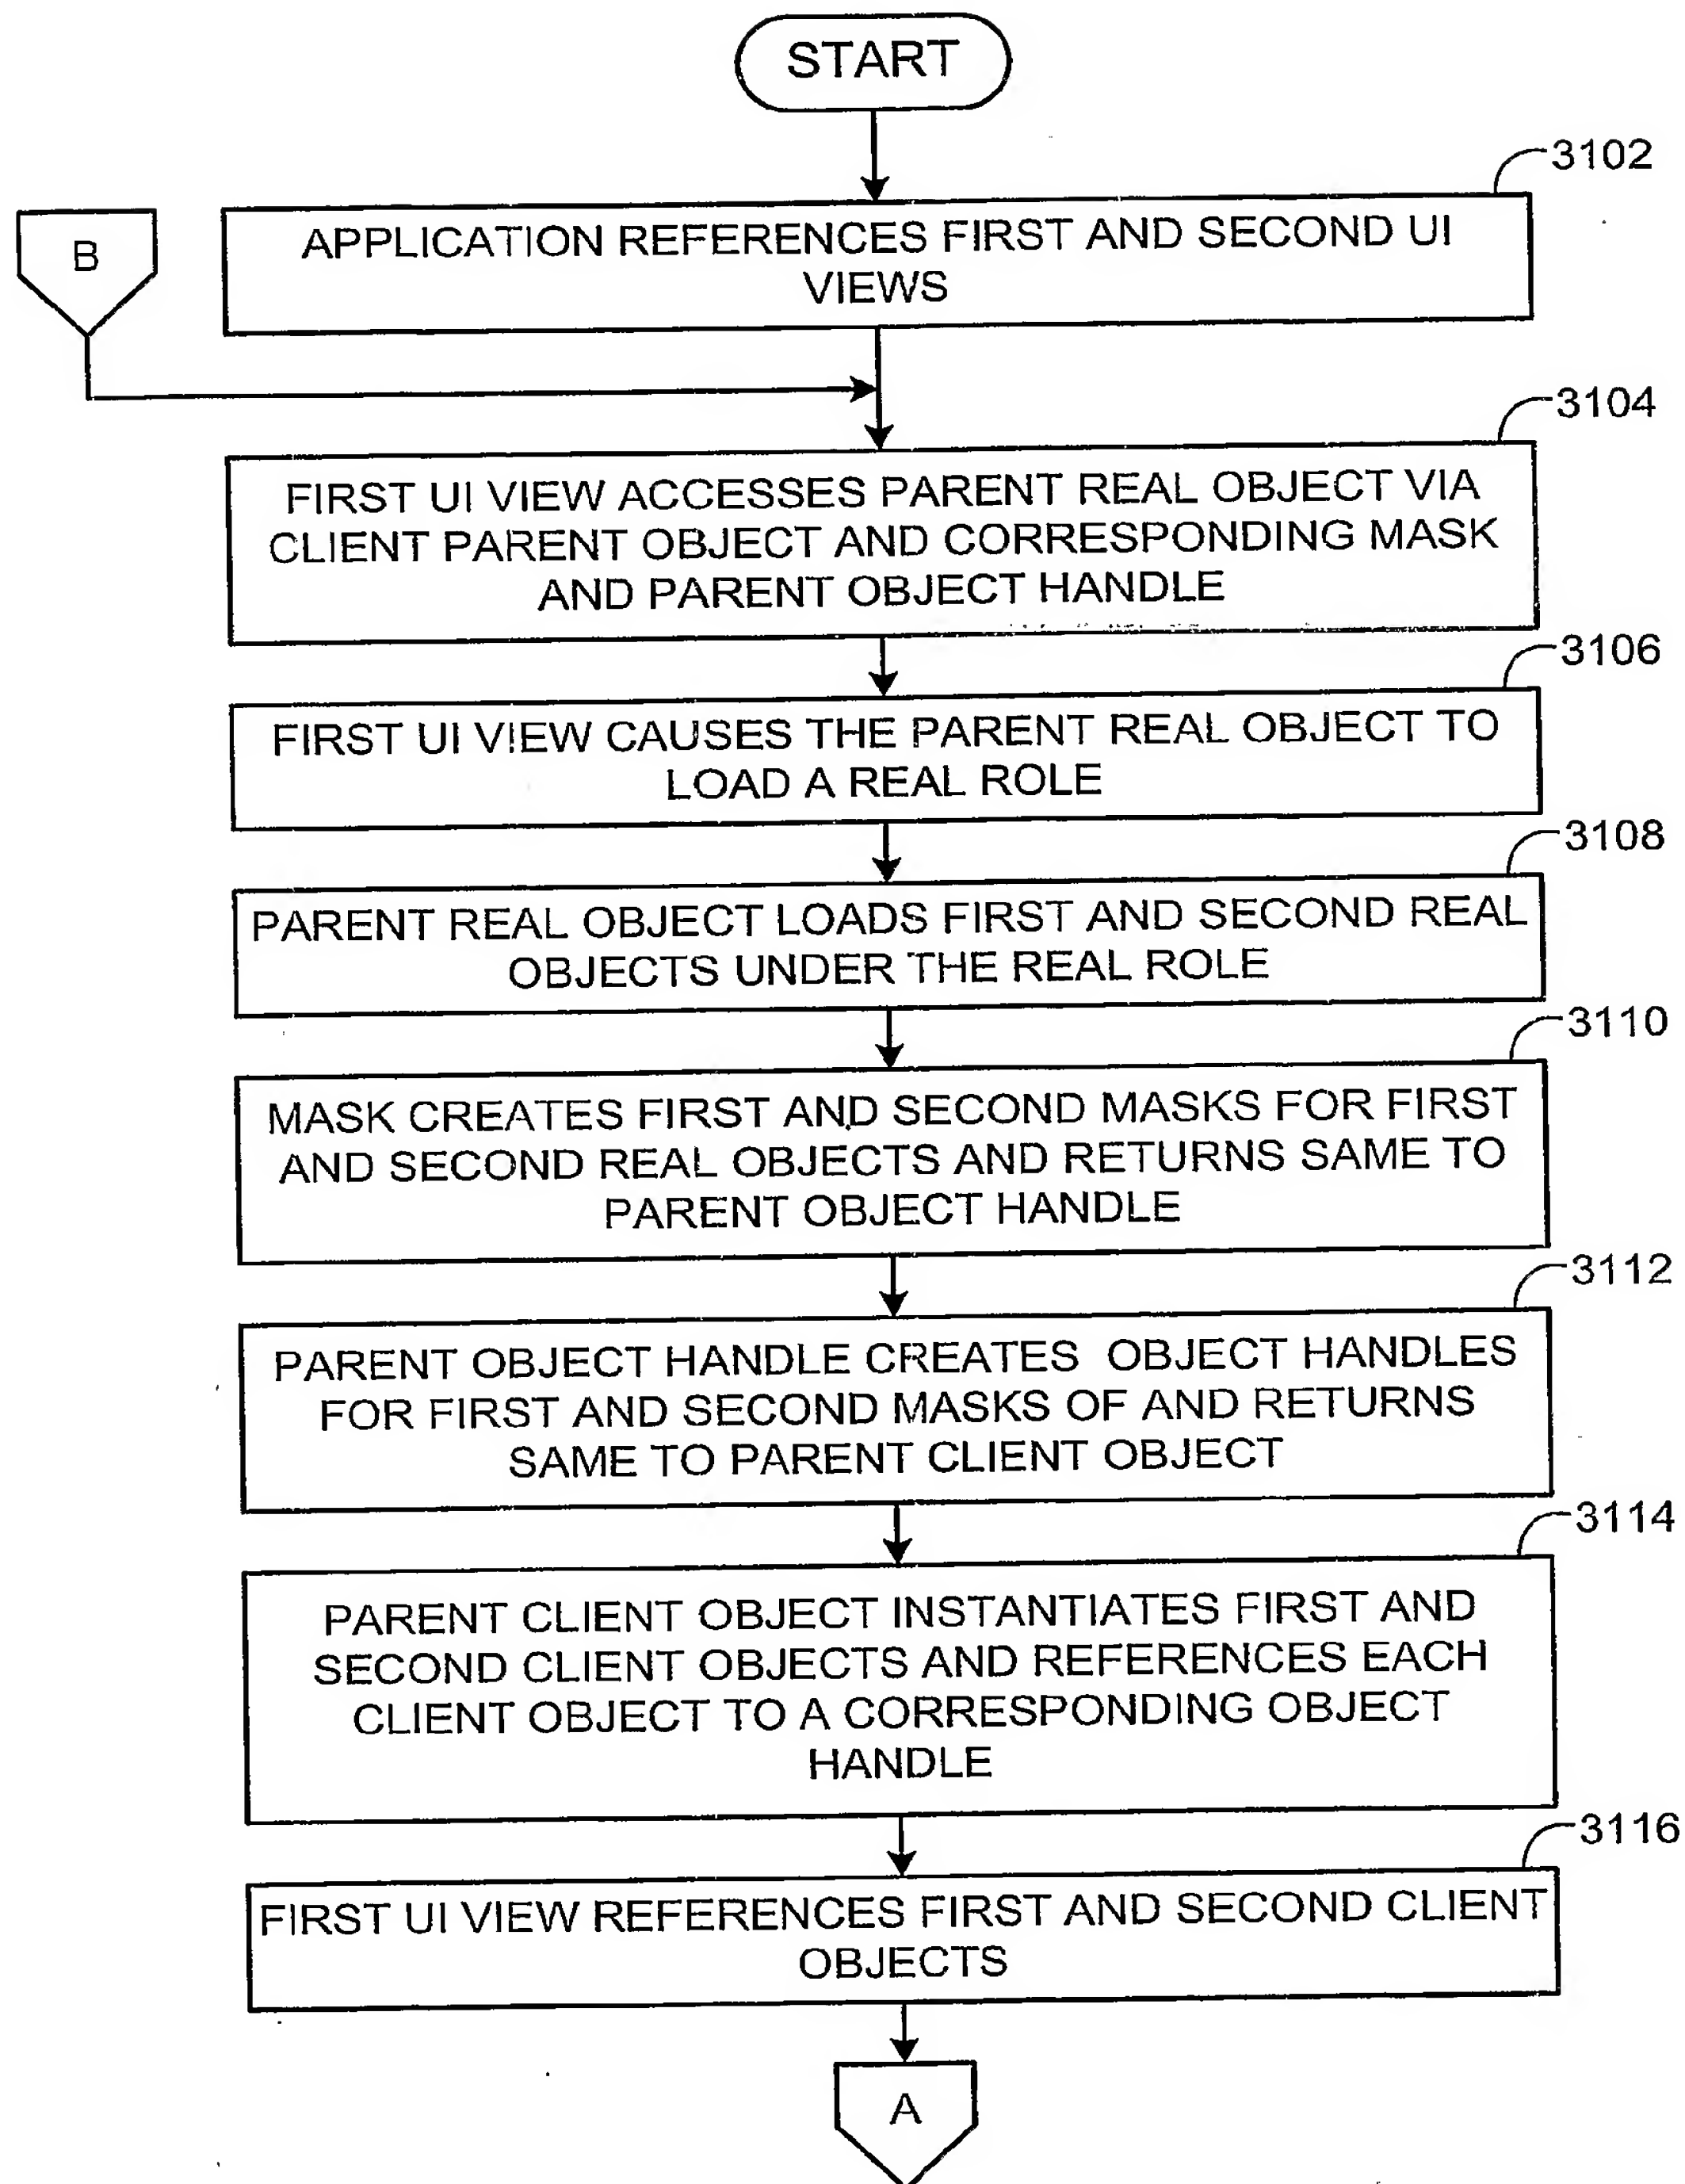 START
3102
APPLICATION REFERENCES FIRST AND SECOND UI
VIEWS
B
3104
FIRST UI VIEW ACCESSES PARENT REAL OBJECT VIA
CLIENT PARENT OBJECT AND CORRESPONDING MASK
AND PARENT OBJECT HANDLE
3106
FIRST UI VIEW CAUSES THE PARENT REAL OBJECT TO
LOAD A REAL ROLE
3108
PARENT REAL OBJECT LOADS FIRST AND SECOND REAL
OBJECTS UNDER THE REAL ROLE
3110
MASK CREATES FIRST AND SECOND MASKS FOR FIRST
AND SECOND REAL OBJECTS AND RETURNS SAME TO
PARENT OBJECT HANDLE
3112
PARENT OBJECT HANDLE CREATES OBJECT HANDLES
FOR FIRST AND SECOND MASKS OF AND RETURNS
SAME TO PARENT CLIENT OBJECT
3114
PARENT CLIENT OBJECT INSTANTIATES FIRST AND
SECOND CLIENT OBJECTS AND REFERENCES EACH
CLIENT OBJECT TO A CORRESPONDING OBJECT
HANDLE
3116
FIRST UI VIEW REFERENCES FIRST AND SECOND CLIENT
OBJECTS
A